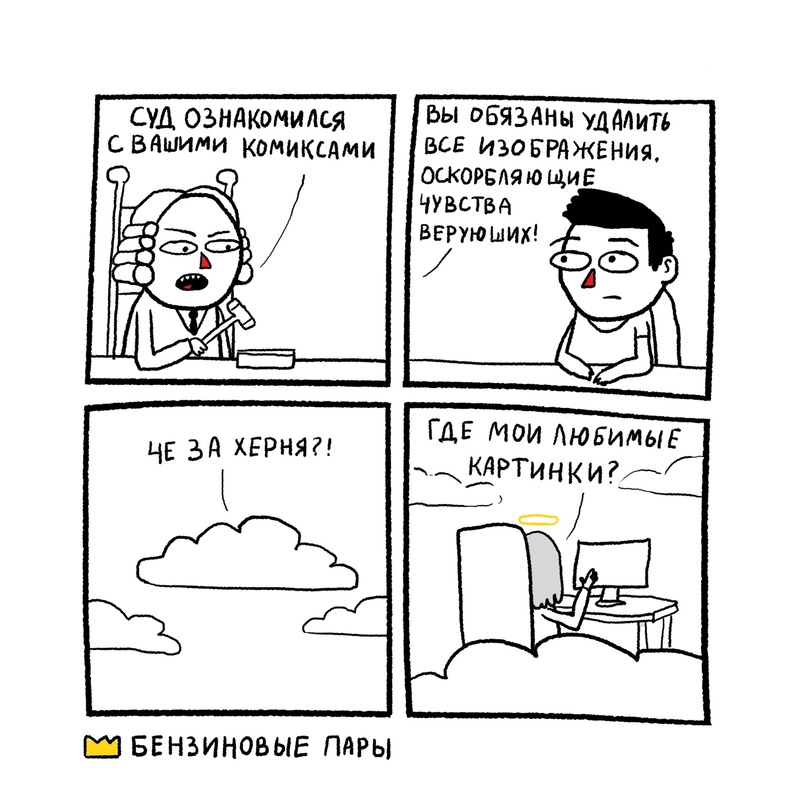 СУД ОЗНАКОМИЛСЯ
С ВАШИМИ КОМИКСАМИ
ВЫ ОБЯЗАНЫ УДАЛИТЬ
ВСЕ ИЗОБРАЖЕНИЯ,
ОСКОРБЛЯЮЩИЕ
ЧУВСТВА
ВЕРУЮШИХ!
ЧЕ ЗА ХЕРНЯ?!
ГДЕ МОИ ЛЮБИМЫЕ
КАРТИНКИ?
БЕНЗИНОВЫЕ ПАРЫ